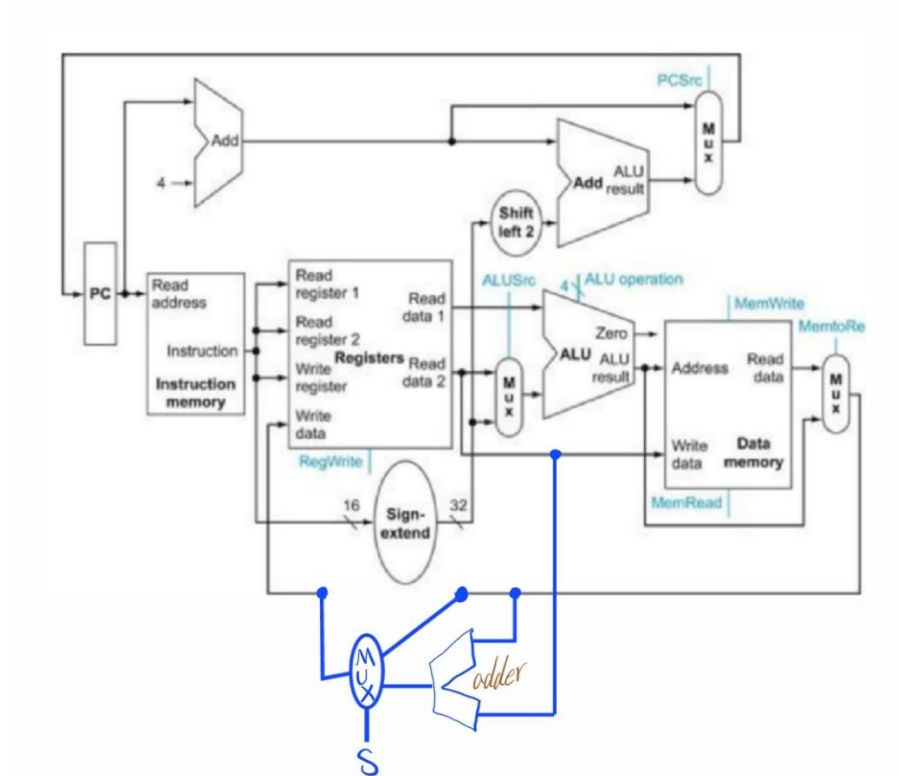 PCSrc
M
u
x
Add
4
Add
ALU
result
Shift
left 2
PC
Read
address
Instruction
Instruction
memory
Read
register 1
Read
register 2
Write
register
Write
data
Registers
Read
data 1
Read
data 2
RegWrite
ALUSrc
M
u
x
4
ALU operation
Zero
ALU
ALU
result
MemWrite
Address
Read
data
Write
data
Data
memory
MemRead
MemtoRe
M
u
x
16
Sign-
extend
32
M
U
X
adder
S